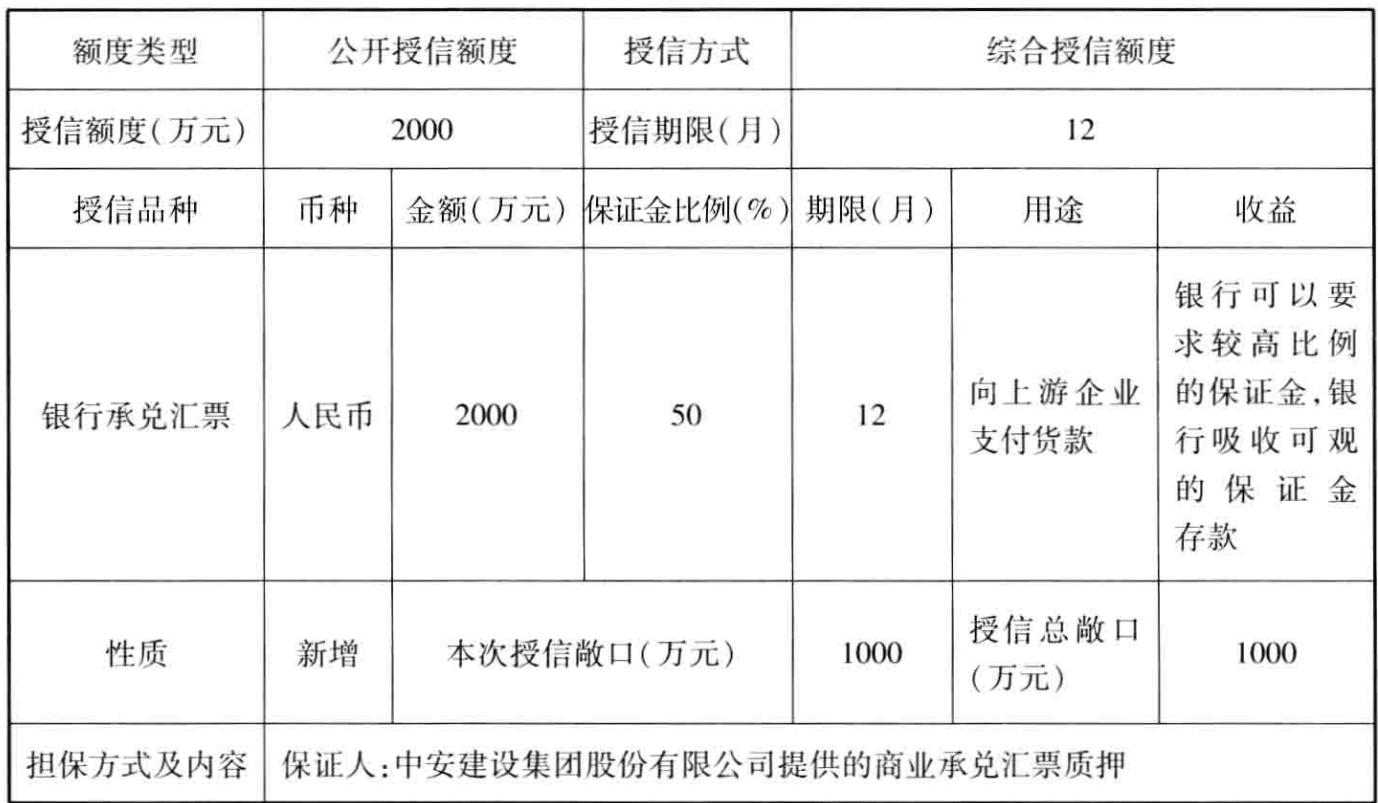 额度类型 公开授信额度 授信方式 综合授信额度
授信额度(万元) 2000 授信期限(月) 12
授信品种 币种 金额(万元) 保证金比例(%) 期限(月) 用途 收益
银行承兑汇票 人民币 2000 50 12
向上游企业
支付货款
银行可以要
求较高比例
的保证金,银
行吸收可观
的保证金
存款
性质 新增 本次授信敞口(万元) 1000
授信总敞口
(万元)
1000
担保方式及内容 保证人:中安建设集团股份有限公司提供的商业承兑汇票质押